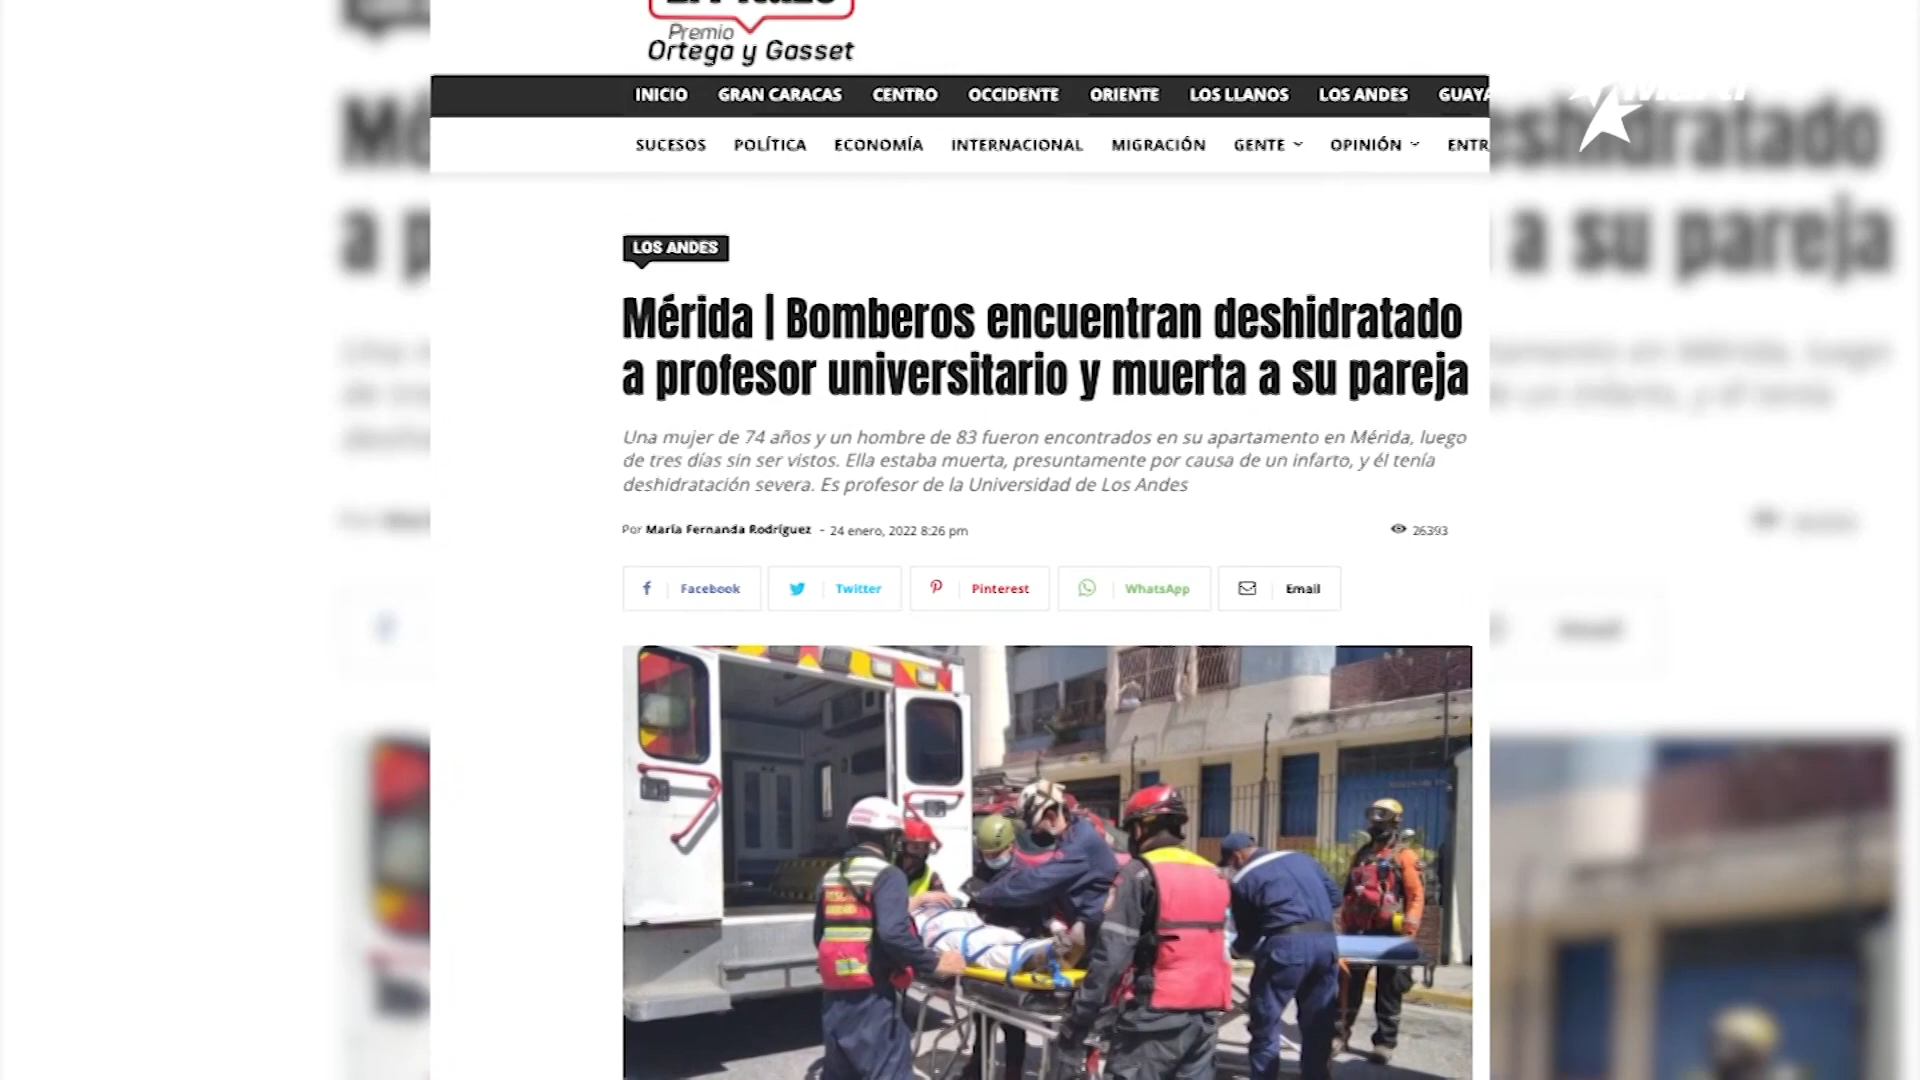 Premio
Ortega y Gasset
INICIO GRAN CARACAS CENTRO OCCIDENTE ORIENTE LOS LLANOS LOS ANDES
SUCESOS POLÍTICA ECONOMÍA INTERNACIONAL MIGRACIÓN GENTE OPINIÓN
LOS ANDES
Mérida | Bomberos encuentran deshidratado
a profesor universitario y muerta a su pareja
Una mujer de 74 años y un hombre de 83 fueron encontrados en su apartamento en Mérida, luego
de tres días sin ser vistos. Ella estaba muerta, presuntamente por causa de un infarto, y él tenía
deshidratación severa. Es profesor de la Universidad de Los Andes
Por María Fernanda Rodríguez - 24 enero, 2022 8:26 pm 26393
Facebook Twitter Pinterest WhatsApp Email